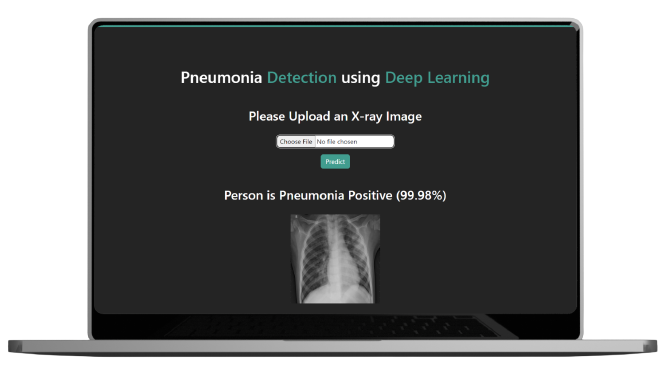 Pneumonia Detection using Deep Learning
Please Upload an X-ray Image
Choose File No file chosen
Predict
Person is Pneumonia Positive (99.98%)